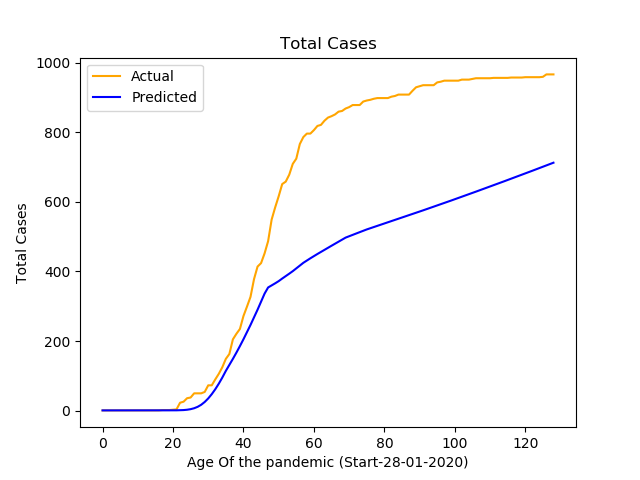 Total Cases
Actual
Predicted
1000
800
600
400
200
0
Total Cases
0 20 40 60 80 100 120
Age Of the pandemic (Start-28-01-2020)